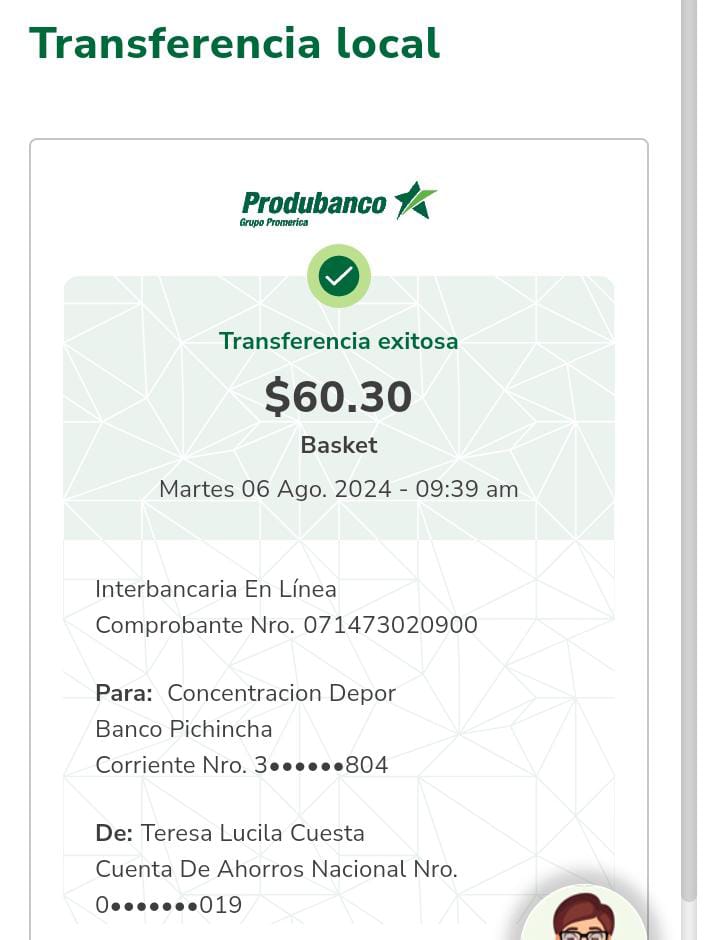 Transferencia local
Produbanco
Grupo Promerica
Transferencia exitosa
$60.30
Basket
Martes 06 Ago. 2024 - 09:39 am
Interbancaria En Línea
Comprobante Nro. 071473020900
Para: Concentracion Depor
Banco Pichincha
Corriente Nro. 3●●●●●●804
De: Teresa Lucila Cuesta
Cuenta De Ahorros Nacional Nro.
0●●●●●●●019